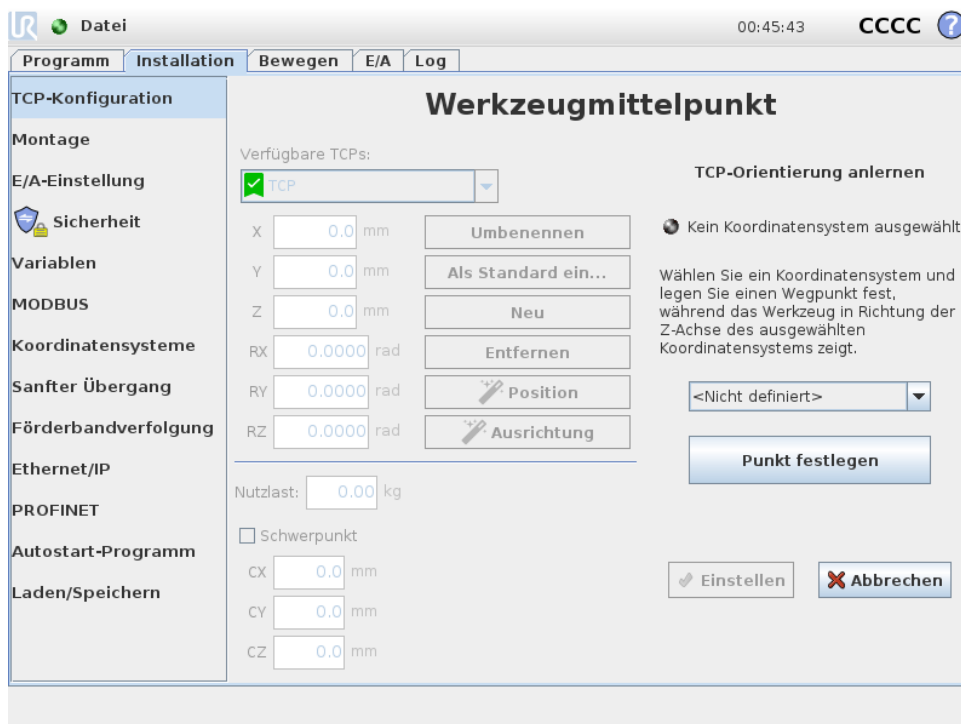 UR Datei 00:45:43 CCCC ?
Programm Installation Bewegen E/A Log
TCP-Konfiguration
Montage
E/A-Einstellung
Sicherheit
Variablen
MODBUS
Koordinatensysteme
Sanfter Übergang
Förderbandverfolgung
Ethernet/IP
PROFINET
Autostart-Programm
Laden/Speichern
Werkzeugmittelpunkt
Verfügbare TCPs:
TCP
X 0.0 mm Umbenennen
Y 0.0 mm Als Standard ein...
Z 0.0 mm Neu
RX 0.0000 rad Entfernen
RY 0.0000 rad Position
RZ 0.0000 rad Ausrichtung
Nutzlast: 0.00 kg
Schwerpunkt
CX 0.0 mm
CY 0.0 mm
CZ 0.0 mm
TCP-Orientierung anlernen
Kein Koordinatensystem ausgewählt
Wählen Sie ein Koordinatensystem und
legen Sie einen Wegpunkt fest,
während das Werkzeug in Richtung der
Z-Achse des ausgewählten
Koordinatensystems zeigt.
<Nicht definiert>
Punkt festlegen
Einstellen Abbrechen